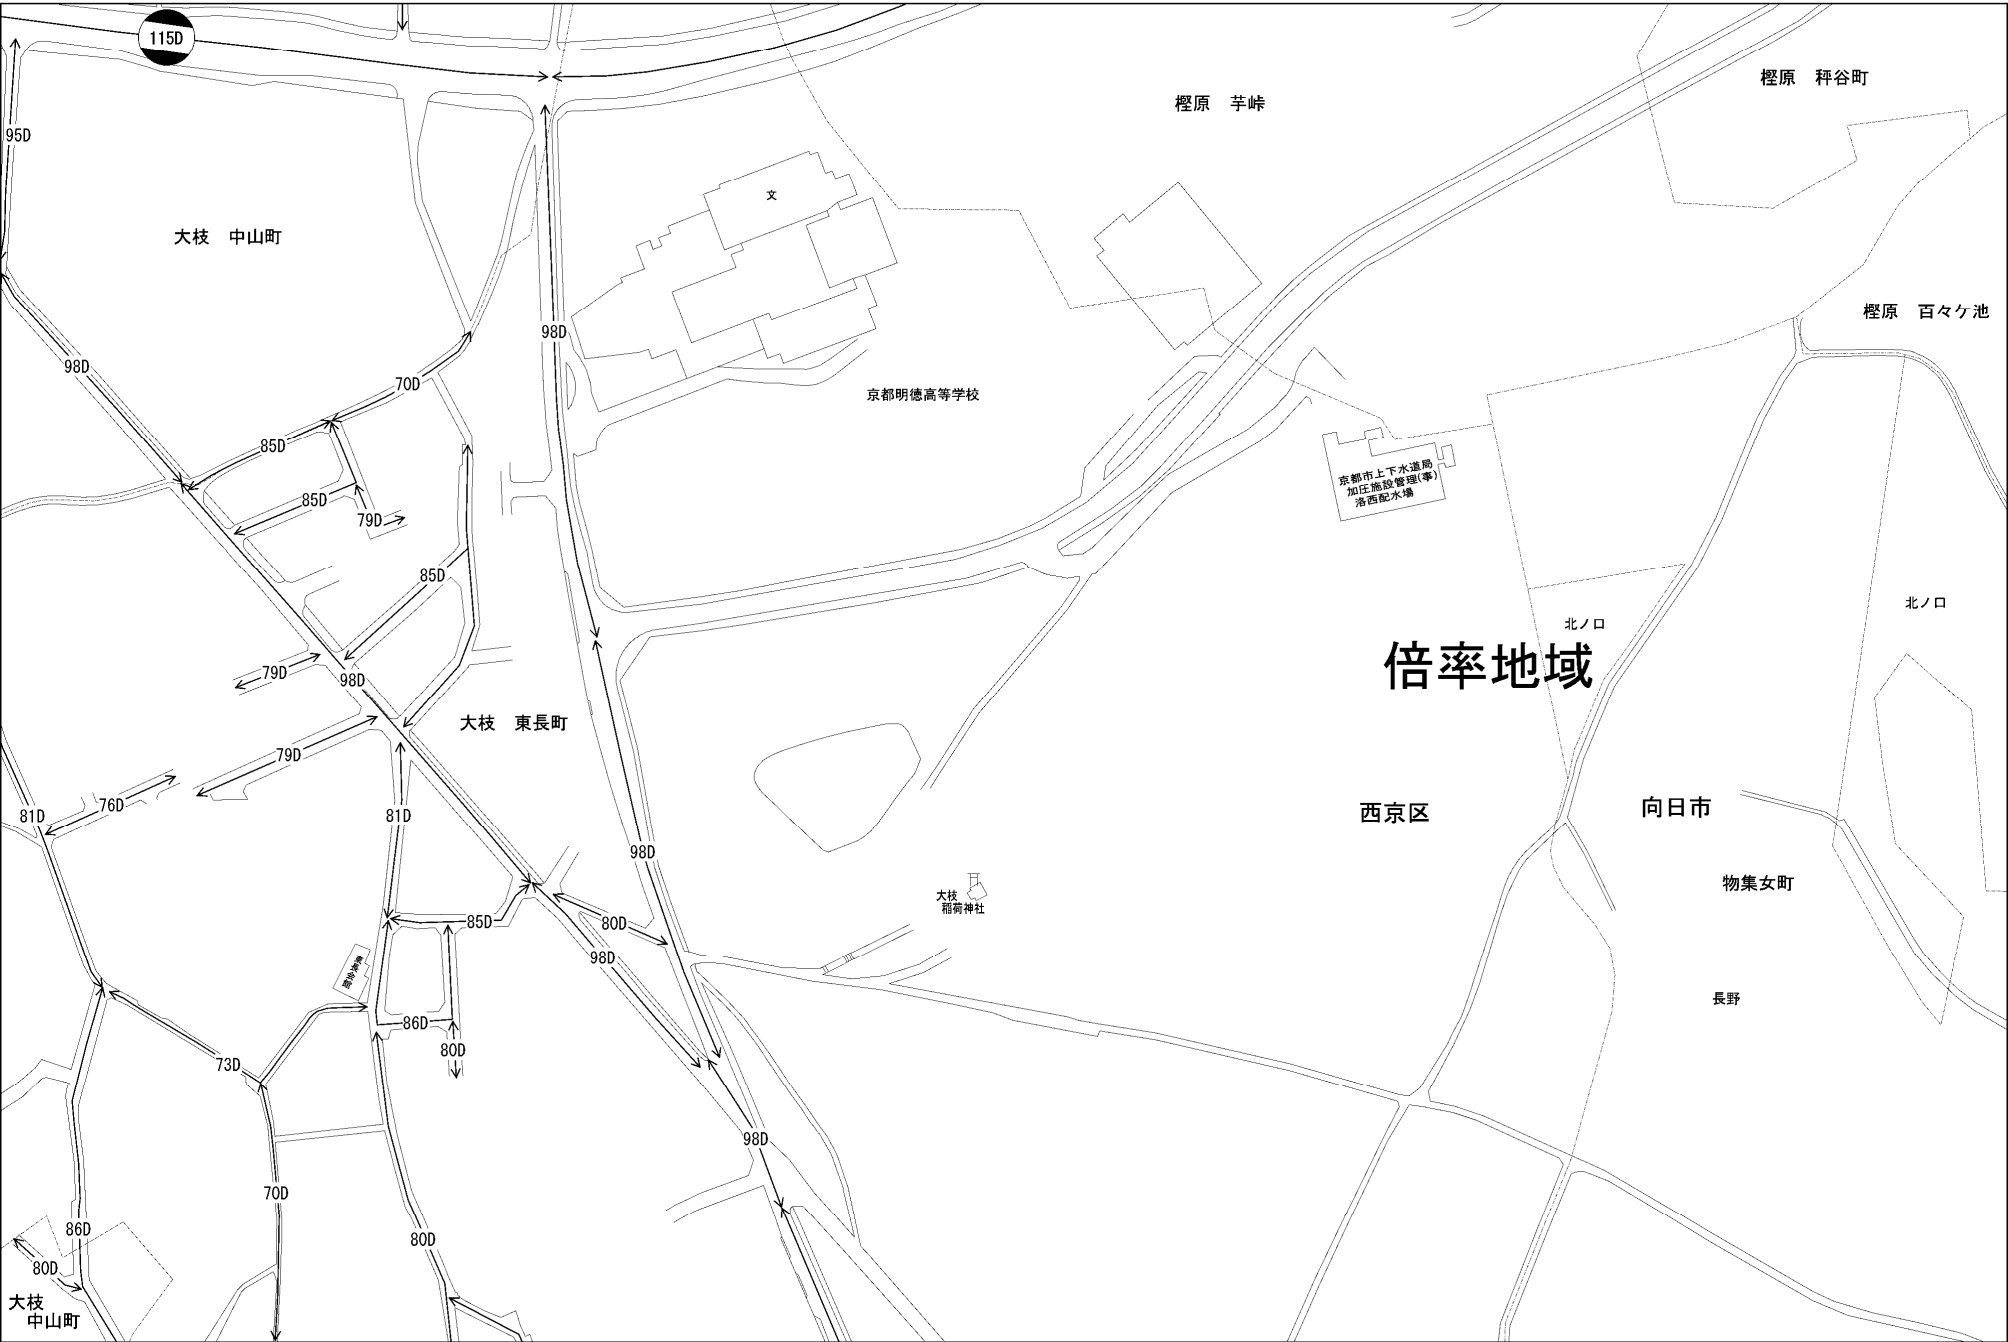 115D
95D
樫原　芋峠
樫原　秤谷町
文
大枝　中山町
樫原　百々ケ池
98D
98D
70D
京都明徳高等学校
85D
85D
79D
京都市上下水道局
加圧施設管理(事)
洛西配水場
85D
北ノ口
北ノ口
倍率地域
79D
98D
大枝　東長町
79D
76D
81D
81D
西京区
向日市
98D
物集女町
大枝
稲荷神社
85D
80D
98D
東長会館
長野
86D
80D
73D
98D
70D
86D
80D
80D
大枝
中山町